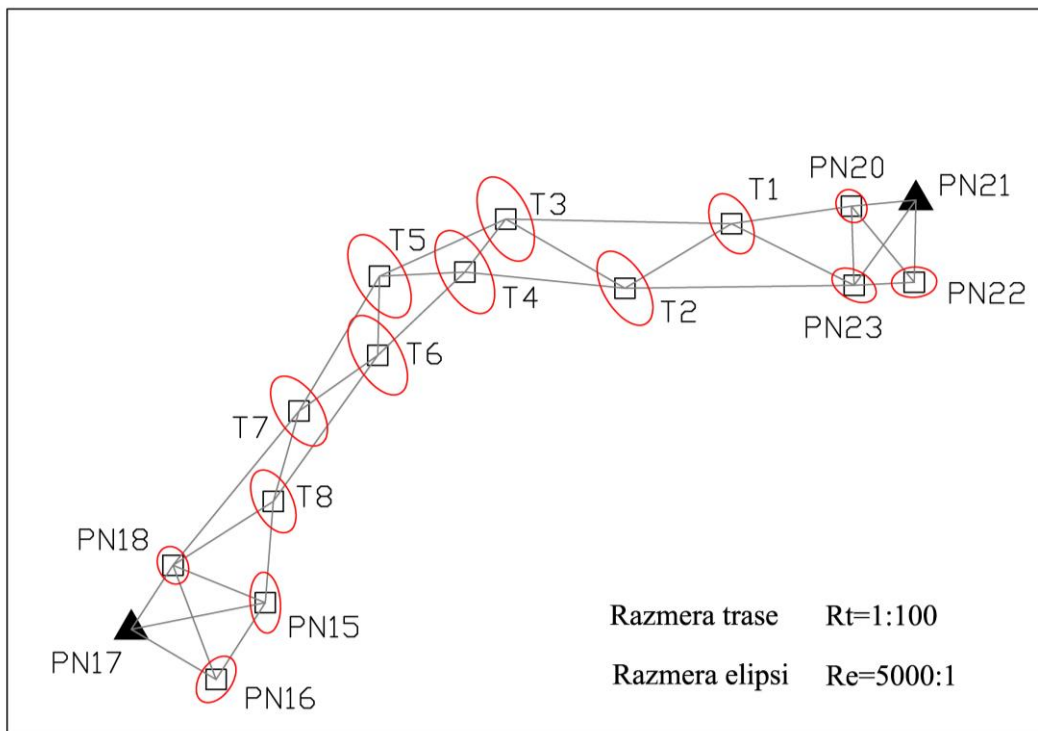 PN20
PN21
T1
T3
T5
T4
T2
PN23
PN22
T6
T7
T8
PN18
PN15
PN17
PN16
Razmera trase Rt=1:100
Razmera elipsi Re=5000:1